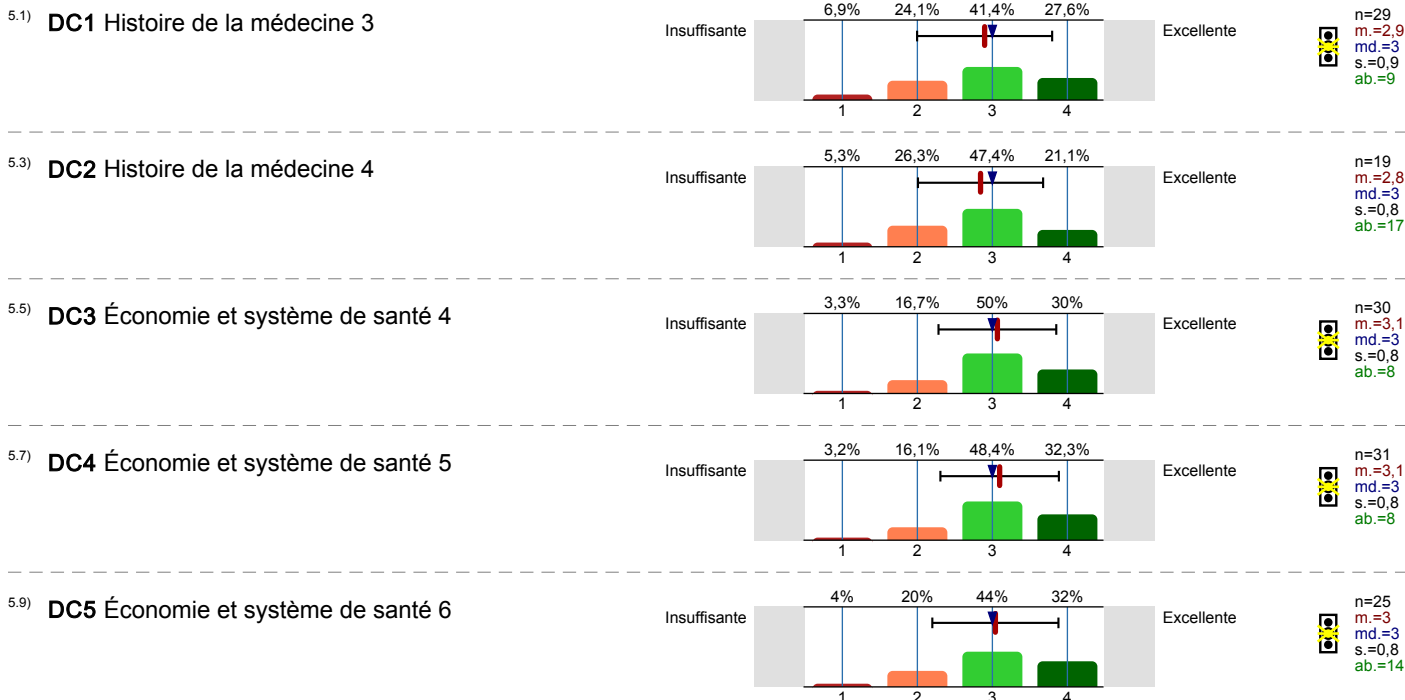 5.1) DC1 Histoire de la médecine 3
6,9% 24,1% 41,4% 27,6%
Insuffisante Excellente
1 2 3 4
n=29
m.=2,9
md.=3
s.=0,9
ab.=9
5.3) DC2 Histoire de la médecine 4
5,3% 26,3% 47,4% 21,1%
Insuffisante Excellente
1 2 3 4
n=19
m.=2,8
md.=3
s.=0,8
ab.=17
5.5) DC3 Économie et système de santé 4
3,3% 16,7% 50% 30%
Insuffisante Excellente
1 2 3 4
n=30
m.=3,1
md.=3
s.=0,8
ab.=8
5.7) DC4 Économie et système de santé 5
3,2% 16,1% 48,4% 32,3%
Insuffisante Excellente
1 2 3 4
n=31
m.=3,1
md.=3
s.=0,8
ab.=8
5.9) DC5 Économie et système de santé 6
4% 20% 44% 32%
Insuffisante Excellente
1 2 3 4
n=25
m.=3
md.=3
s.=0,8
ab.=14